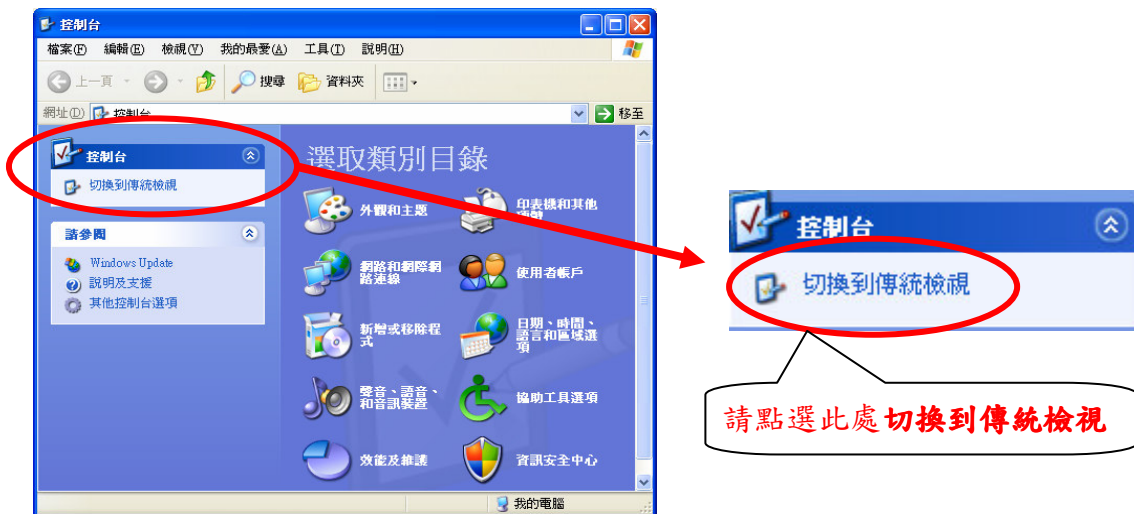 控制台
檔案(F) 編輯(E) 檢視(V) 我的最愛(A) 工具(T) 說明(H)
上一頁 搜尋 資料夾
網址(D) 控制台 移至
控制台
切換到傳統檢視
請參閱
Windows Update
說明及支援
其他控制台選項
選取類別目錄
外觀和主題
印表機和其他
硬體
網路和網際網
路連線
使用者帳戶
新增或移除程
式
日期、時間、
語言和區域選
項
聲音、語音、
和音訊裝置
協助工具選項
效能及維護
資訊安全中心
我的電腦
控制台
切換到傳統檢視
請點選此處切換到傳統檢視